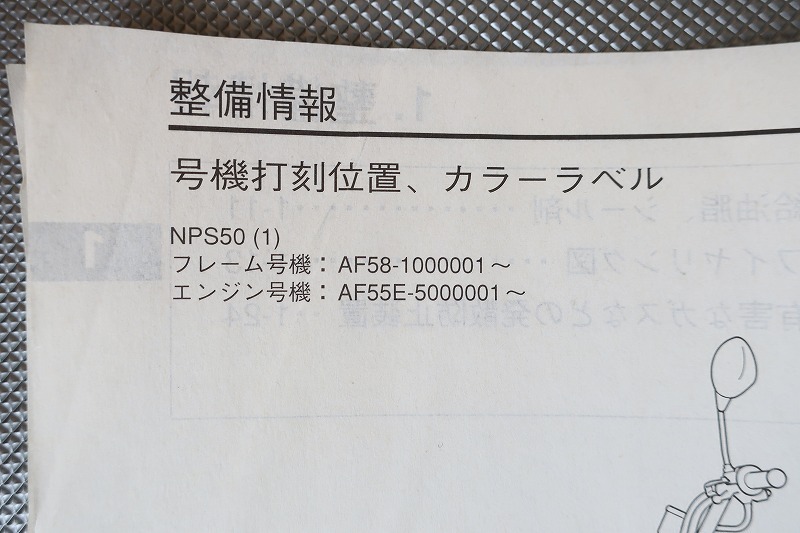 整備情報
号機打刻位置、カラーラベル
NPS50 (1)
フレーム号機：AF58-1000001～
エンジン号機：AF55E-5000001～
1